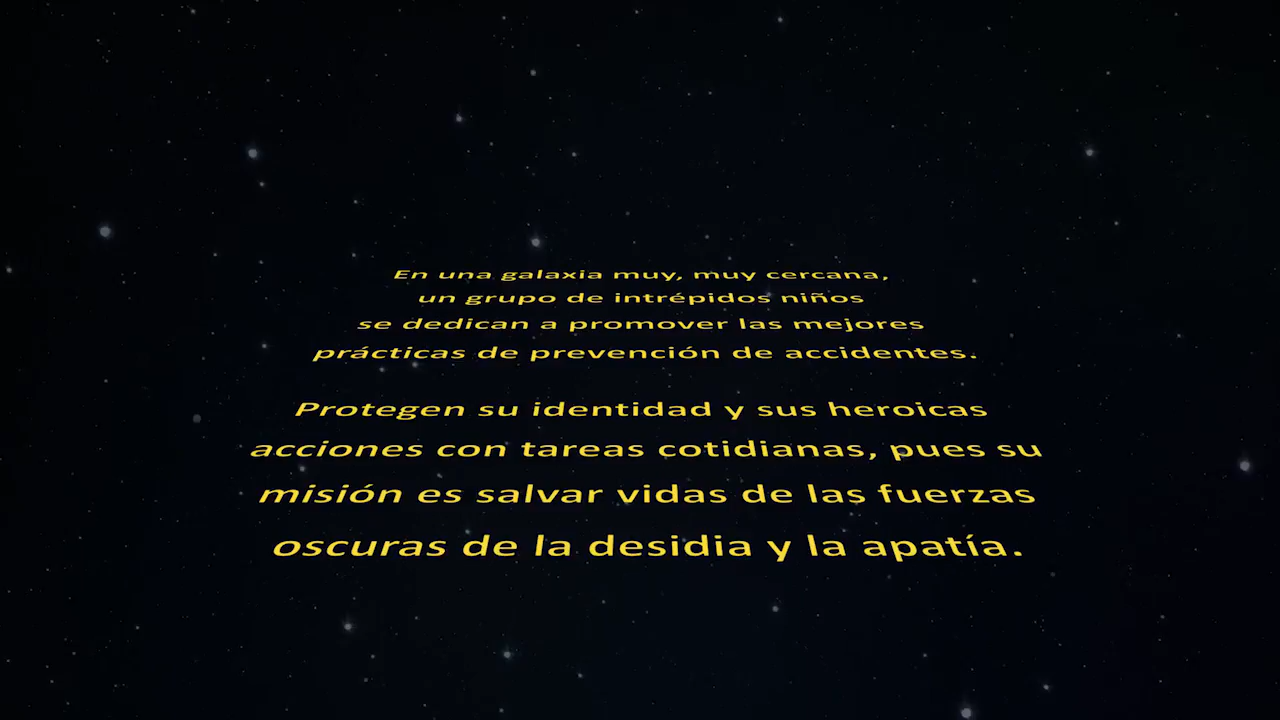 En una galaxia muy, muy cercana,
un grupo de intrépidos niños
se dedican a promover las mejores
prácticas de prevención de accidentes.
Protegen su identidad y sus heroicas
acciones con tareas cotidianas, pues su
misión es salvar vidas de las fuerzas
oscuras de la desidia y la apatía.